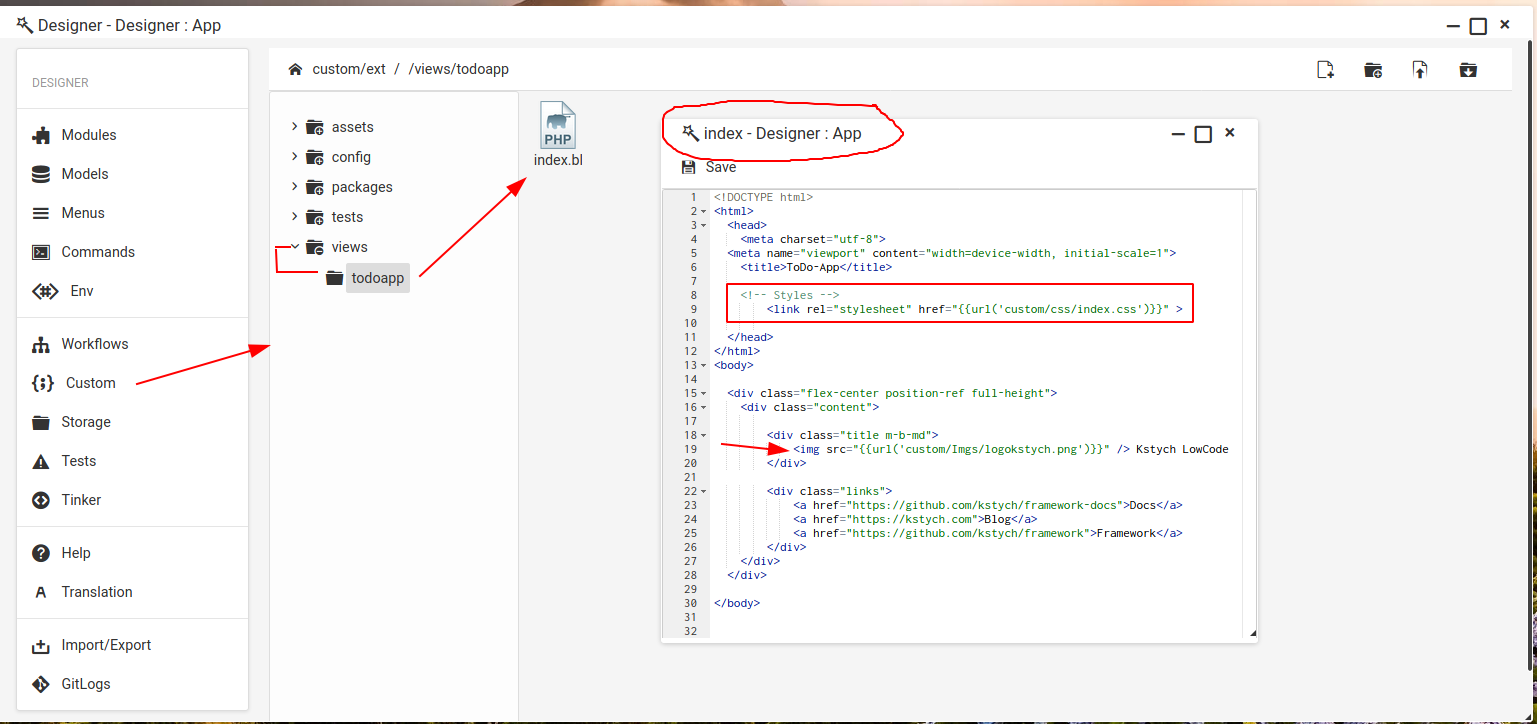 Designer - Designer : App
DESIGNER
Modules
Models
Menus
Commands
Env
Workflows
Custom
Storage
Tests
Tinker
Help
Translation
Import/Export
GitLogs
custom/ext / /views/todoapp
assets
config
packages
tests
views
todoapp
PHP
index.bl
index - Designer : App
Save
1 <!DOCTYPE html>
2 <html>
3 <head>
4 <meta charset="utf-8">
5 <meta name="viewport" content="width=device-width, initial-scale=1">
6 <title>ToDo-App</title>
7
8 <!-- Styles -->
9 <link rel="stylesheet" href="{{url('custom/css/index.css')}}" >
10
11 </head>
12 </html>
13 <body>
14
15 <div class="flex-center position-ref full-height">
16 <div class="content">
17
18 <div class="title m-b-md">
19 <img src="{{url('custom/Imgs/logokstych.png')}}" /> Kstych LowCode
20 </div>
21
22 <div class="links">
23 <a href="https://github.com/kstych/framework-docs">Docs</a>
24 <a href="https://kstych.com">Blog</a>
25 <a href="https://github.com/kstych/framework">Framework</a>
26 </div>
27 </div>
28 </div>
29
30 </body>
31
32